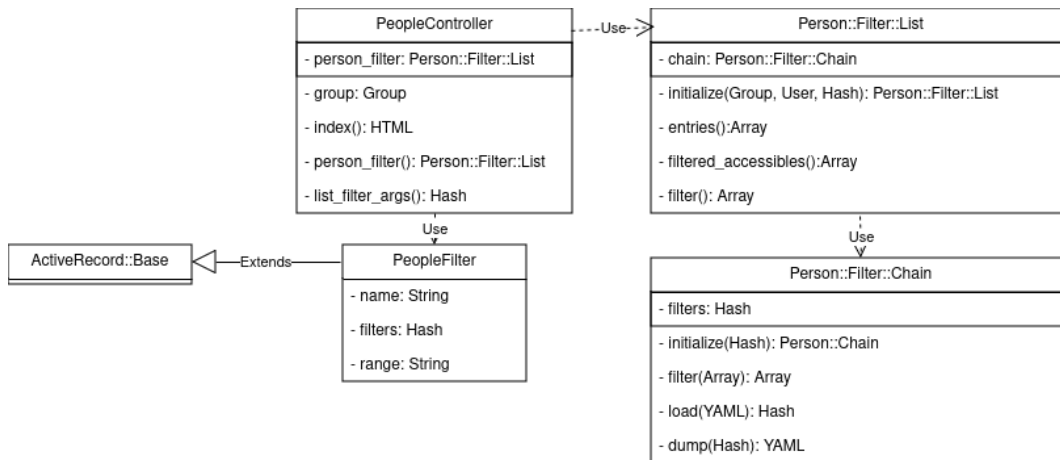 PeopleController
- person_filter: Person::Filter::List
- group: Group
- index(): HTML
- person_filter(): Person::Filter::List
- list_filter_args(): Hash
Use
Person::Filter::List
- chain: Person::Filter::Chain
- initialize(Group, User, Hash): Person::Filter::List
- entries():Array
- filtered_accessibles():Array
- filter(): Array
Use
Use
ActiveRecord::Base
Extends
PeopleFilter
- name: String
- filters: Hash
- range: String
Person::Filter::Chain
- filters: Hash
- initialize(Hash): Person::Chain
- filter(Array): Array
- load(YAML): Hash
- dump(Hash): YAML